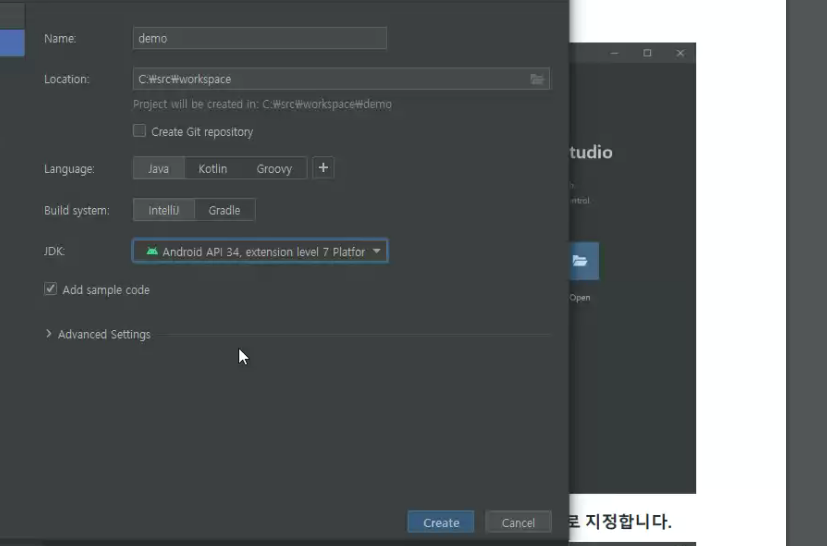 Name:
demo
Location:
C:₩src₩workspace
Project will be created in: C:₩src₩workspace₩demo
Create Git repository
Language:
Java Kotlin Groovy +
Build system:
IntelliJ Gradle
JDK:
Android API 34, extension level 7 Platfor
Add sample code
Advanced Settings
Create Cancel
tudio
ntrol
Open
로 지정합니다.